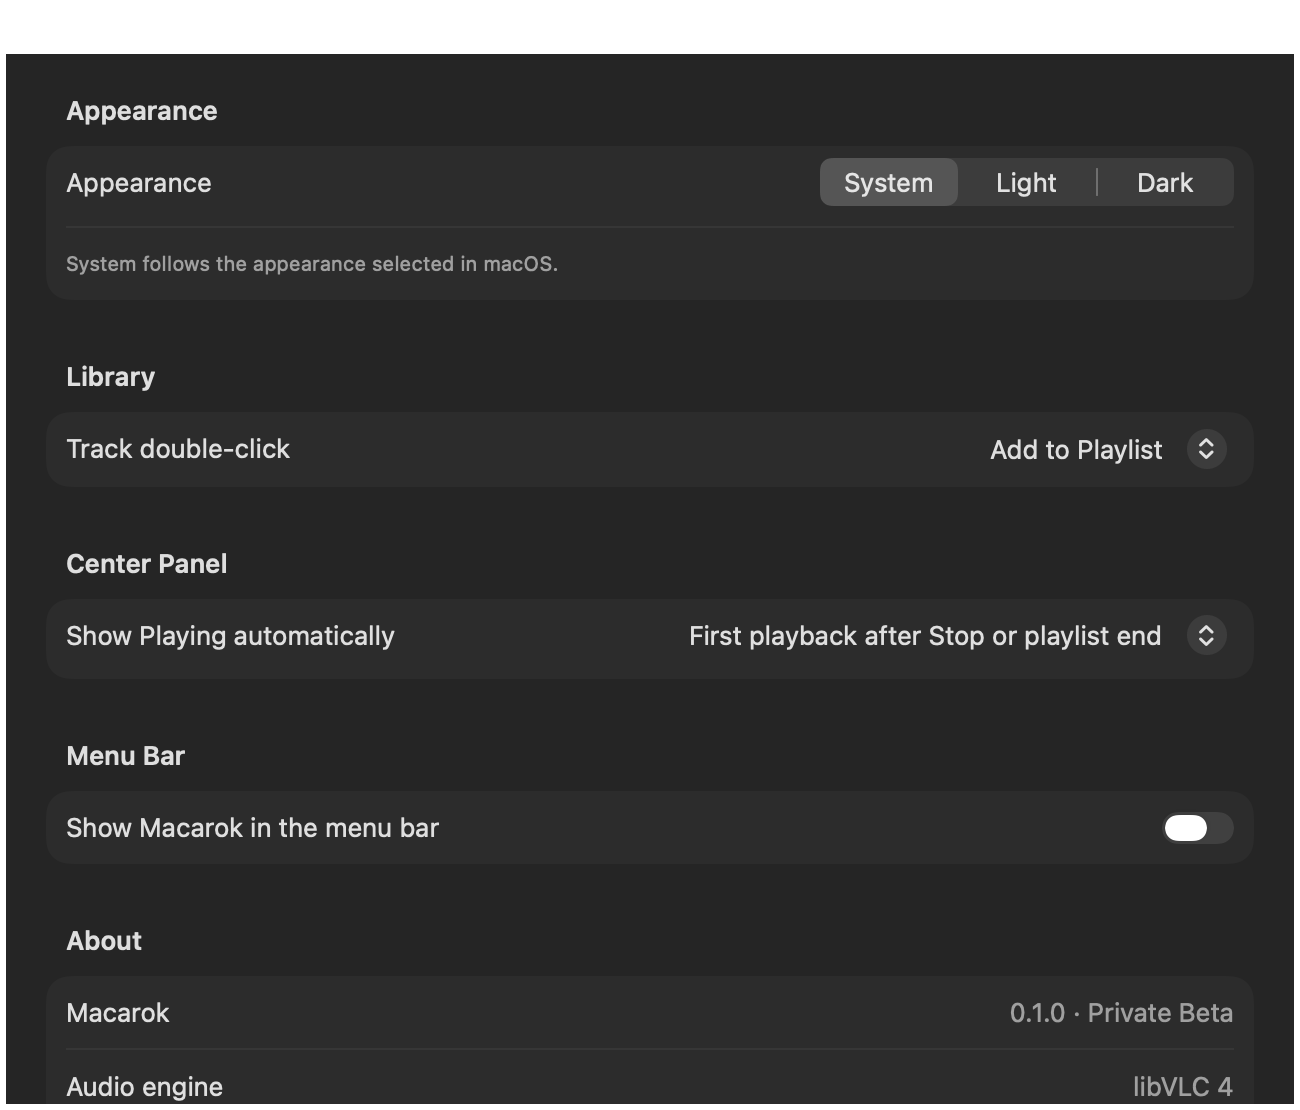 Appearance
Appearance
System Light Dark
System follows the appearance selected in macOS.
Library
Track double-click Add to Playlist
Center Panel
Show Playing automatically First playback after Stop or playlist end
Menu Bar
Show Macarok in the menu bar
About
Macarok 0.1.0 · Private Beta
Audio engine libVLC 4